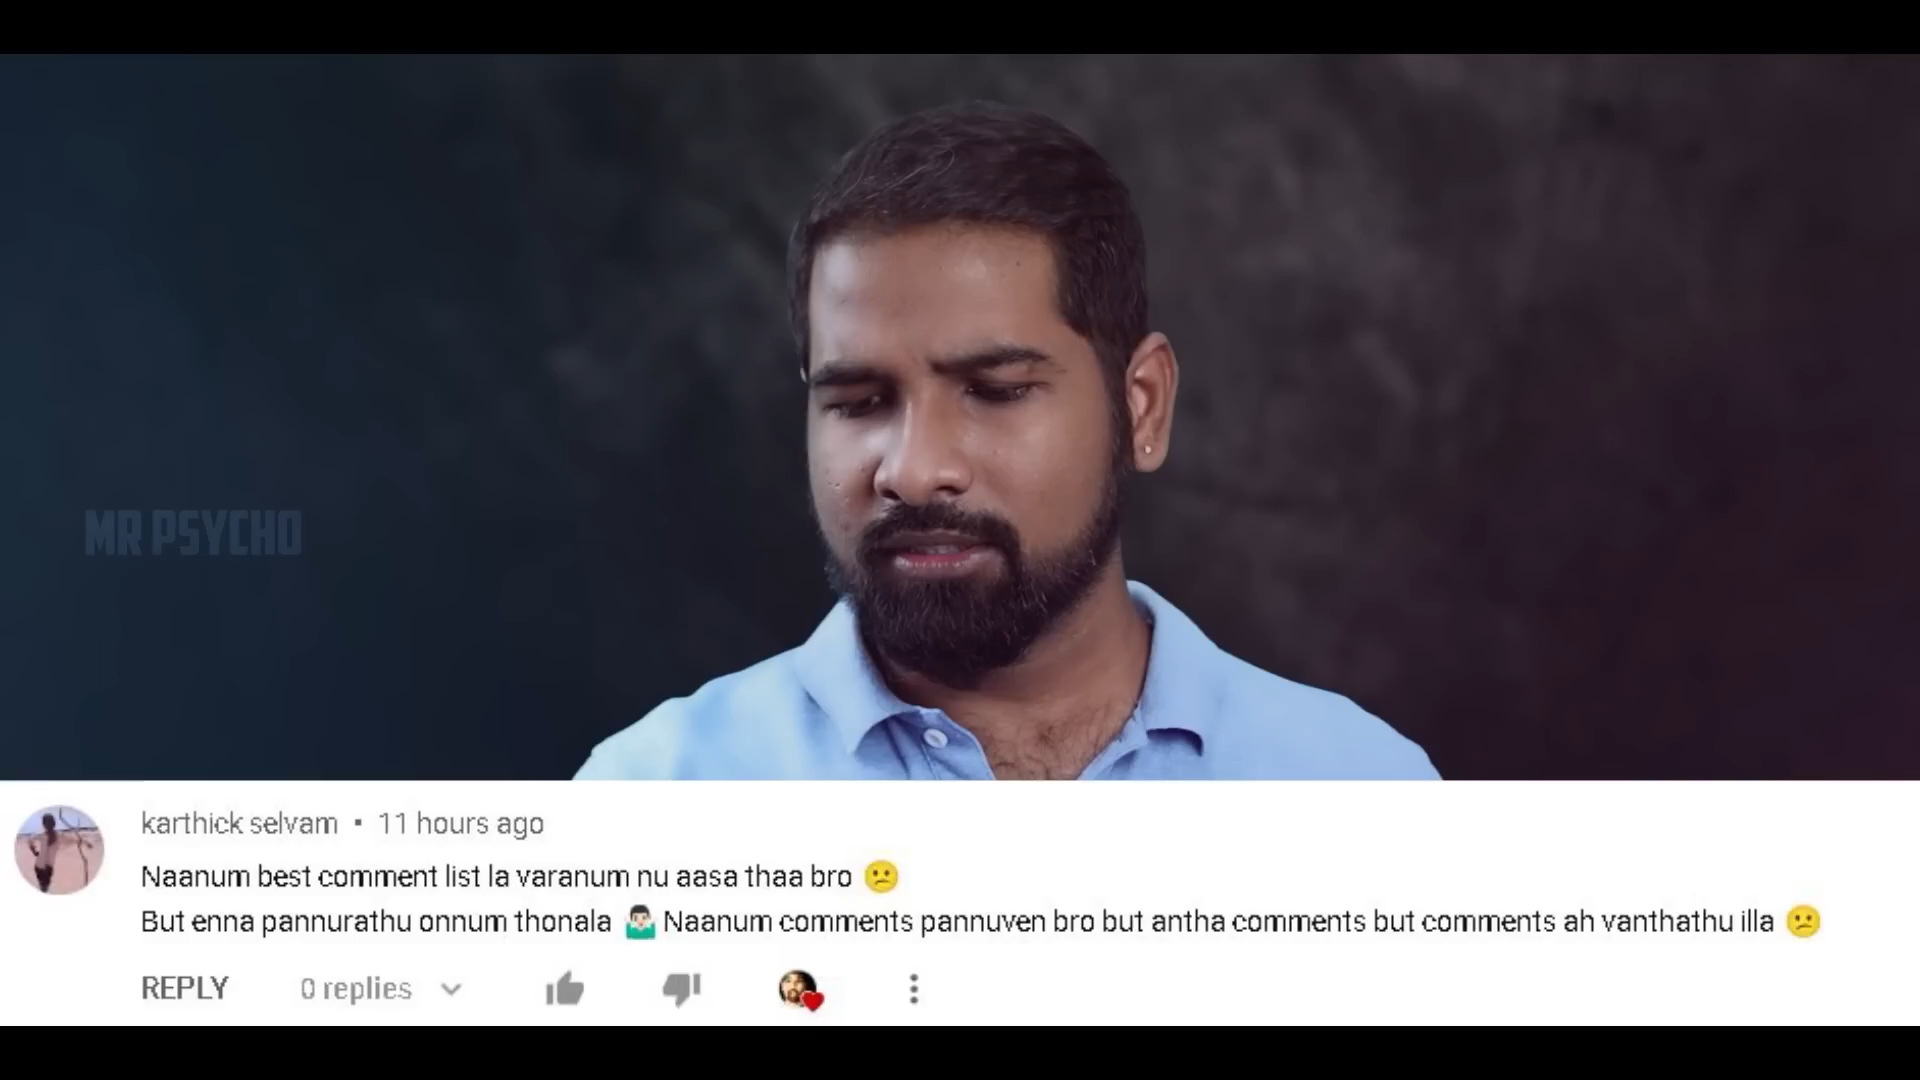 MR PSYCHO
karthick selvam • 11 hours ago
Naanum best comment list la varanum nu aasa thaa bro 😕
But enna pannurathu onnum thonala 🤷🏻‍♂️ Naanum comments pannuven bro but antha comments but comments ah vanthathu illa 😕
REPLY 0 replies